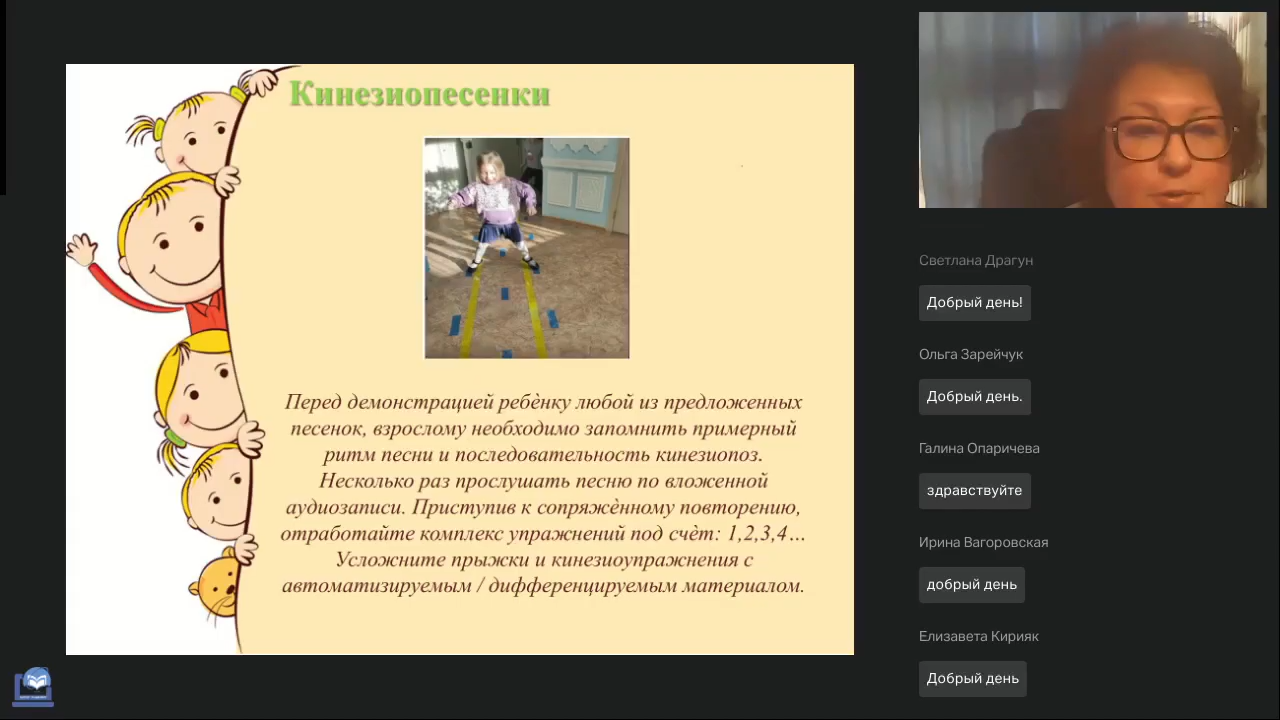 Кинезиопесенки
Перед демонстрацией ребѐнку любой из предложенных
песенок, взрослому необходимо запомнить примерный
ритм песни и последовательность кинезиопоз.
Несколько раз прослушать песню по вложенной
аудиозаписи. Приступив к сопряжѐнному повторению,
отработайте комплекс упражнений под счѐт: 1,2,3,4…
Усложните прыжки и кинезиоупражнения с
автоматизируемым / дифференцируемым материалом.
Светлана Драгун
Добрый день!
Ольга Зарейчук
Добрый день.
Галина Опаричева
здравствуйте
Ирина Вагоровская
добрый день
Елизавета Кирияк
Добрый день